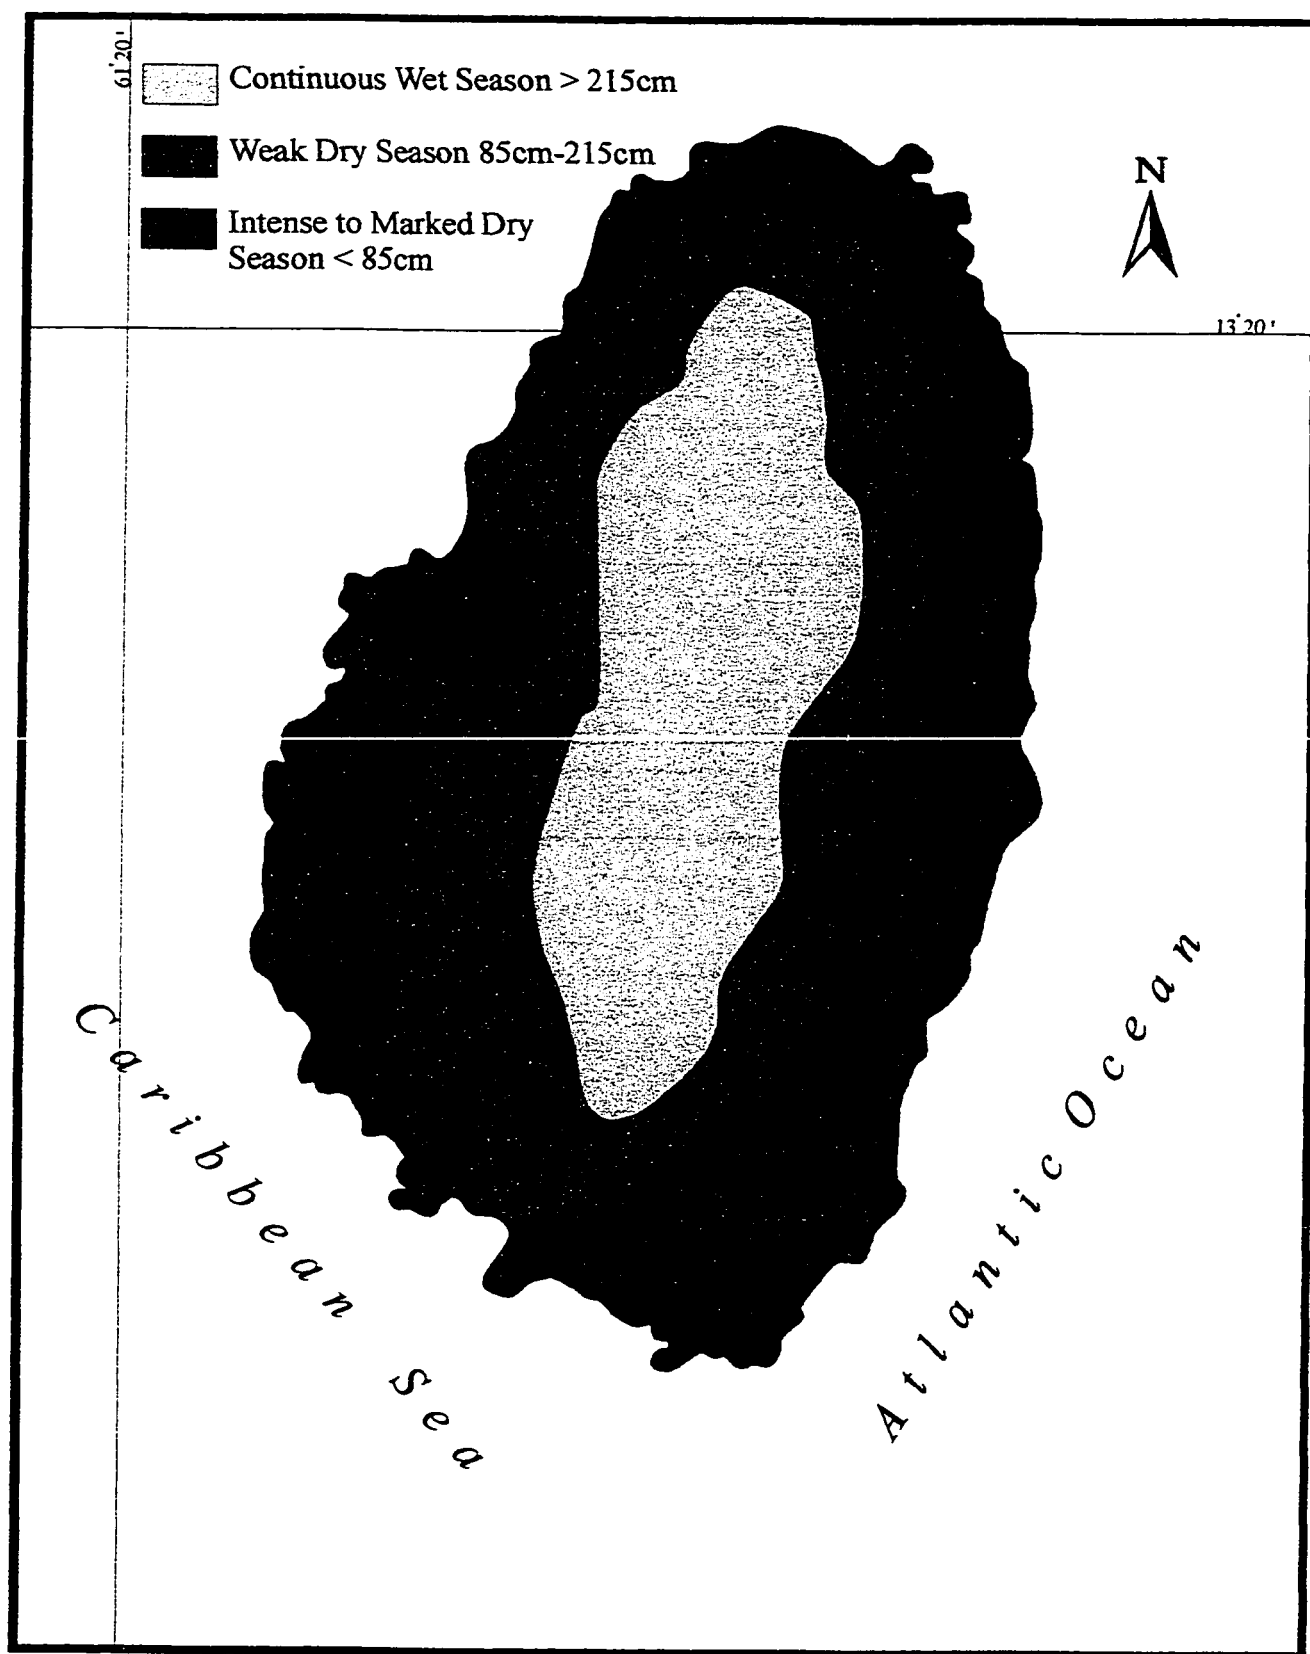 61°20'
Continuous Wet Season > 215cm
Weak Dry Season 85cm-215cm
Intense to Marked Dry
Season < 85cm
N
13°20'
Caribbean Sea
Atlantic Ocean